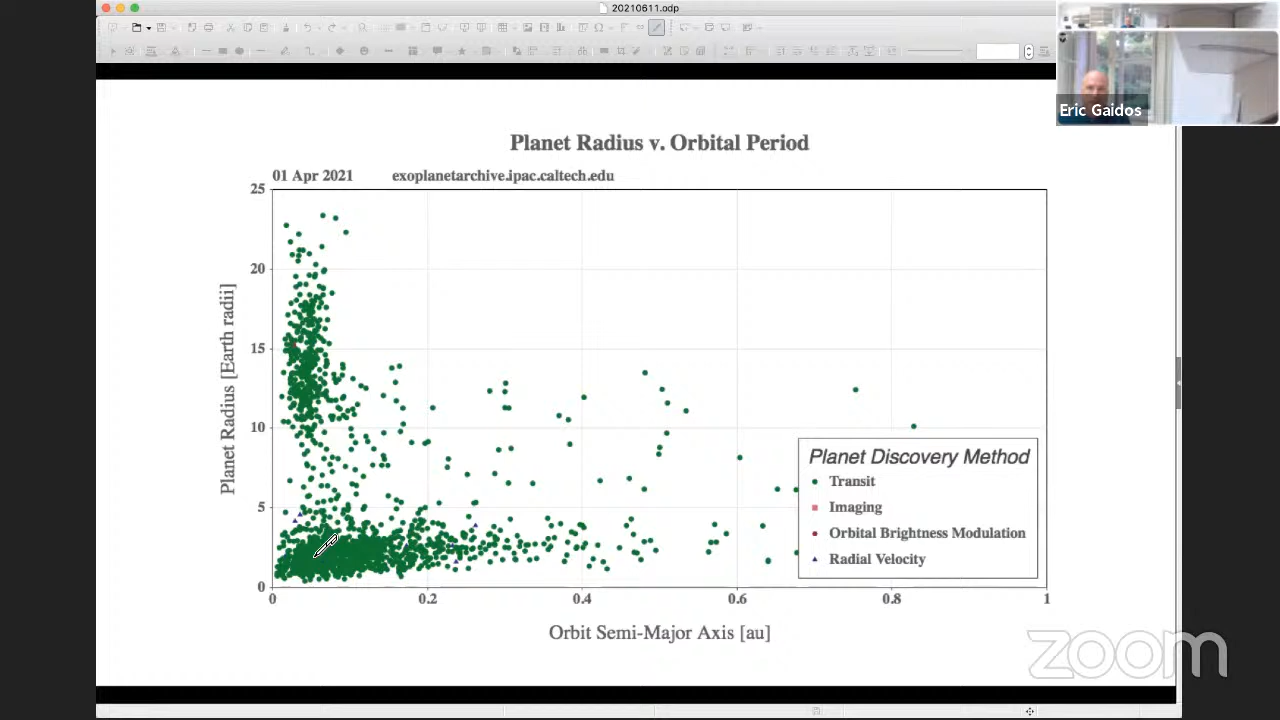 20210611.odp
Eric Gaidos
Planet Radius v. Orbital Period
01 Apr 2021 exoplanetarchive.ipac.caltech.edu
25
20
15
10
5
0
Planet Radius [Earth radii]
Planet Discovery Method
Transit
Imaging
Orbital Brightness Modulation
Radial Velocity
0 0.2 0.4 0.6 0.8 1
Orbit Semi-Major Axis [au]
zoom